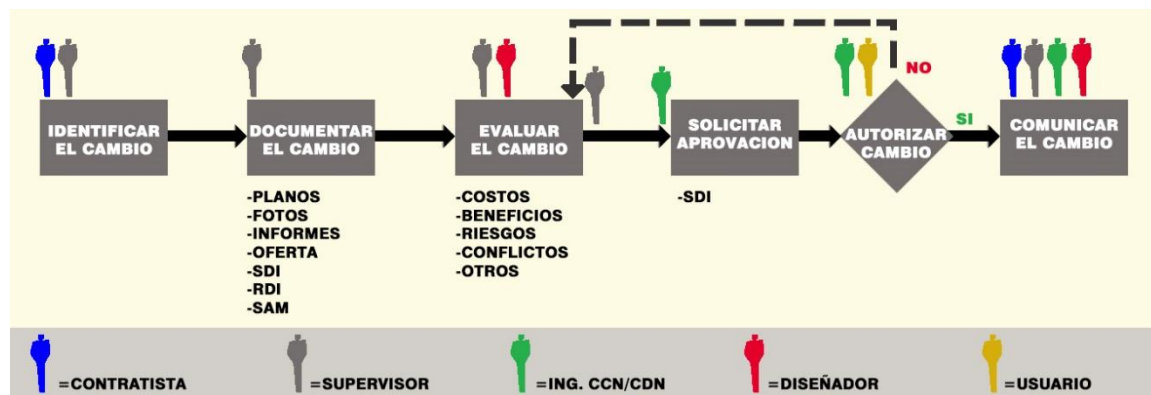 IDENTIFICAR
EL CAMBIO
DOCUMENTAR
EL CAMBIO
-PLANOS
-FOTOS
-INFORMES
-OFERTA
-SDI
-RDI
-SAM
EVALUAR
EL CAMBIO
-COSTOS
-BENEFICIOS
-RIESGOS
-CONFLICTOS
-OTROS
SOLICITAR
APROVACION
-SDI
AUTORIZAR
CAMBIO
NO
SI
COMUNICAR
EL CAMBIO
=CONTRATISTA
=SUPERVISOR
=ING. CCN/CDN
=DISEÑADOR
=USUARIO